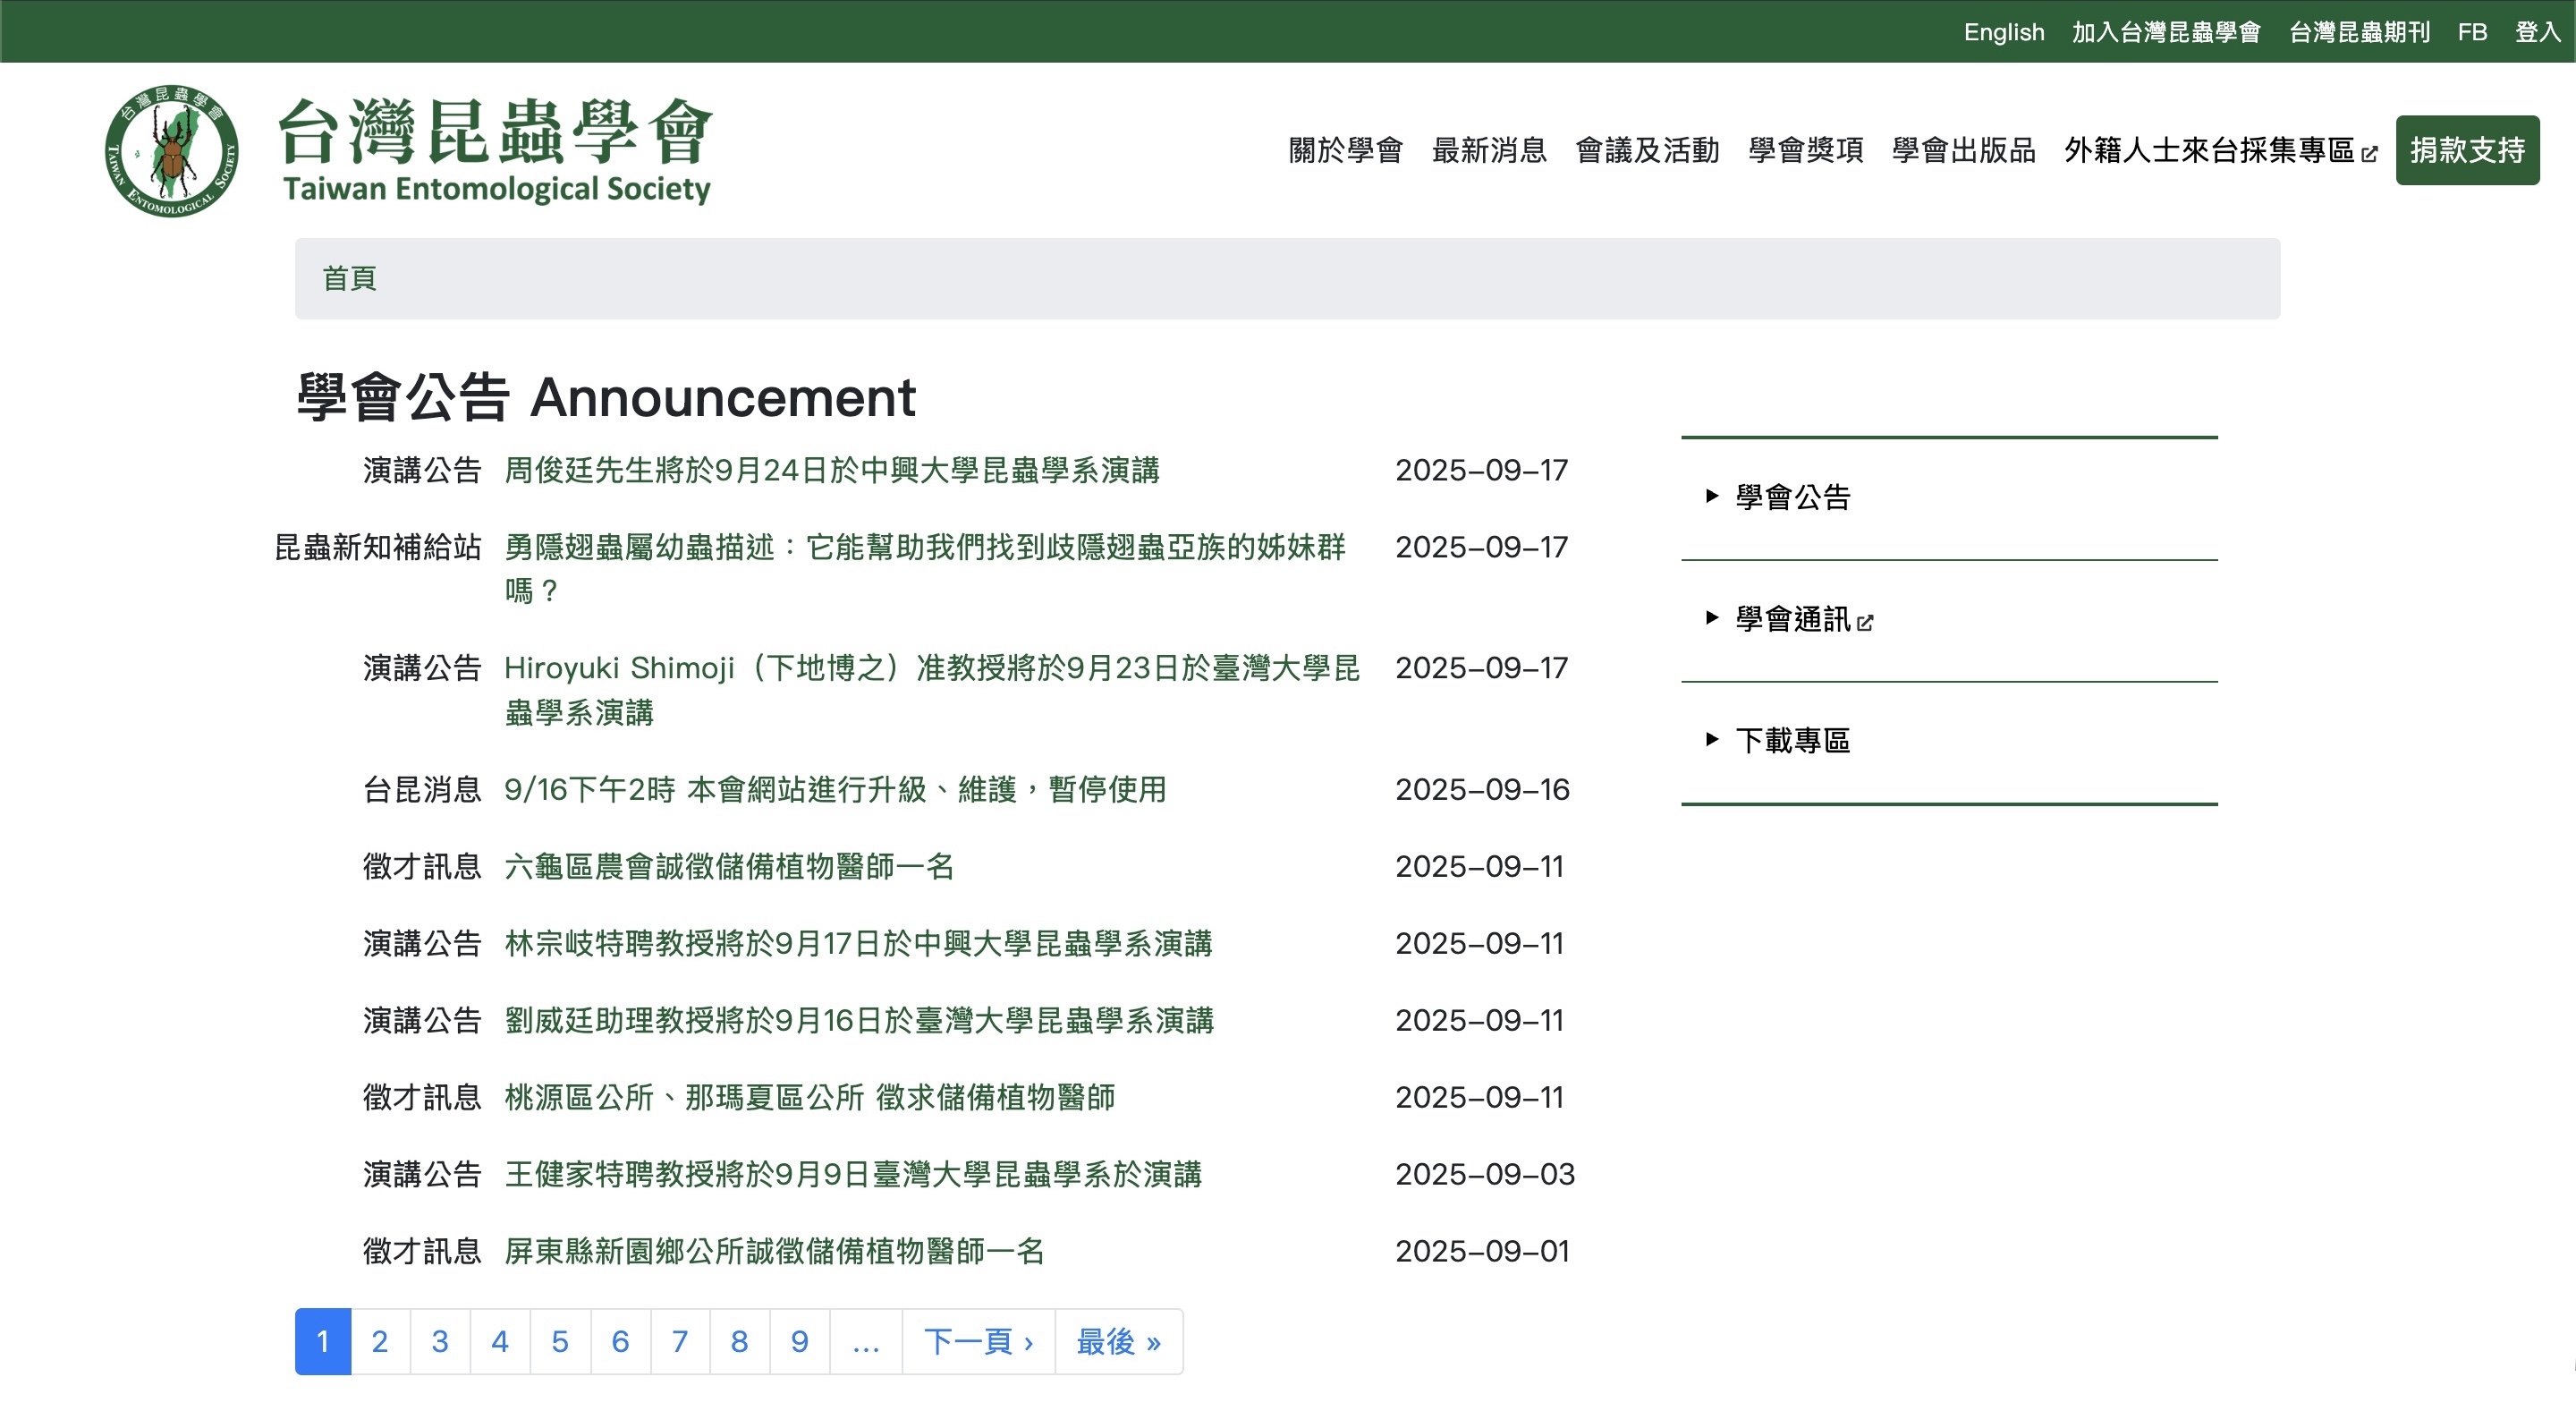 English 加入台灣昆蟲學會 台灣昆蟲期刊 FB 登入
台灣昆蟲學會
TAIWAN ENTOMOLOGICAL SOCIETY
台灣昆蟲學會
Taiwan Entomological Society
關於學會 最新消息 會議及活動 學會獎項 學會出版品 外籍人士來台採集專區 捐款支持
首頁
學會公告 Announcement
演講公告 周俊廷先生將於9月24日於中興大學昆蟲學系演講 2025-09-17
昆蟲新知補給站 勇隱翅蟲屬幼蟲描述：它能幫助我們找到歧隱翅蟲亞族的姊妹群 2025-09-17
嗎？
演講公告 Hiroyuki Shimoji（下地博之）准教授將於9月23日於臺灣大學昆 2025-09-17
蟲學系演講
台昆消息 9/16下午2時 本會網站進行升級、維護，暫停使用 2025-09-16
徵才訊息 六龜區農會誠徵儲備植物醫師一名 2025-09-11
演講公告 林宗岐特聘教授將於9月17日於中興大學昆蟲學系演講 2025-09-11
演講公告 劉威廷助理教授將於9月16日於臺灣大學昆蟲學系演講 2025-09-11
徵才訊息 桃源區公所、那瑪夏區公所 徵求儲備植物醫師 2025-09-11
演講公告 王健家特聘教授將於9月9日臺灣大學昆蟲學系於演講 2025-09-03
徵才訊息 屏東縣新園鄉公所誠徵儲備植物醫師一名 2025-09-01
1 2 3 4 5 6 7 8 9 … 下一頁 › 最後 »
▸ 學會公告
▸ 學會通訊
▸ 下載專區